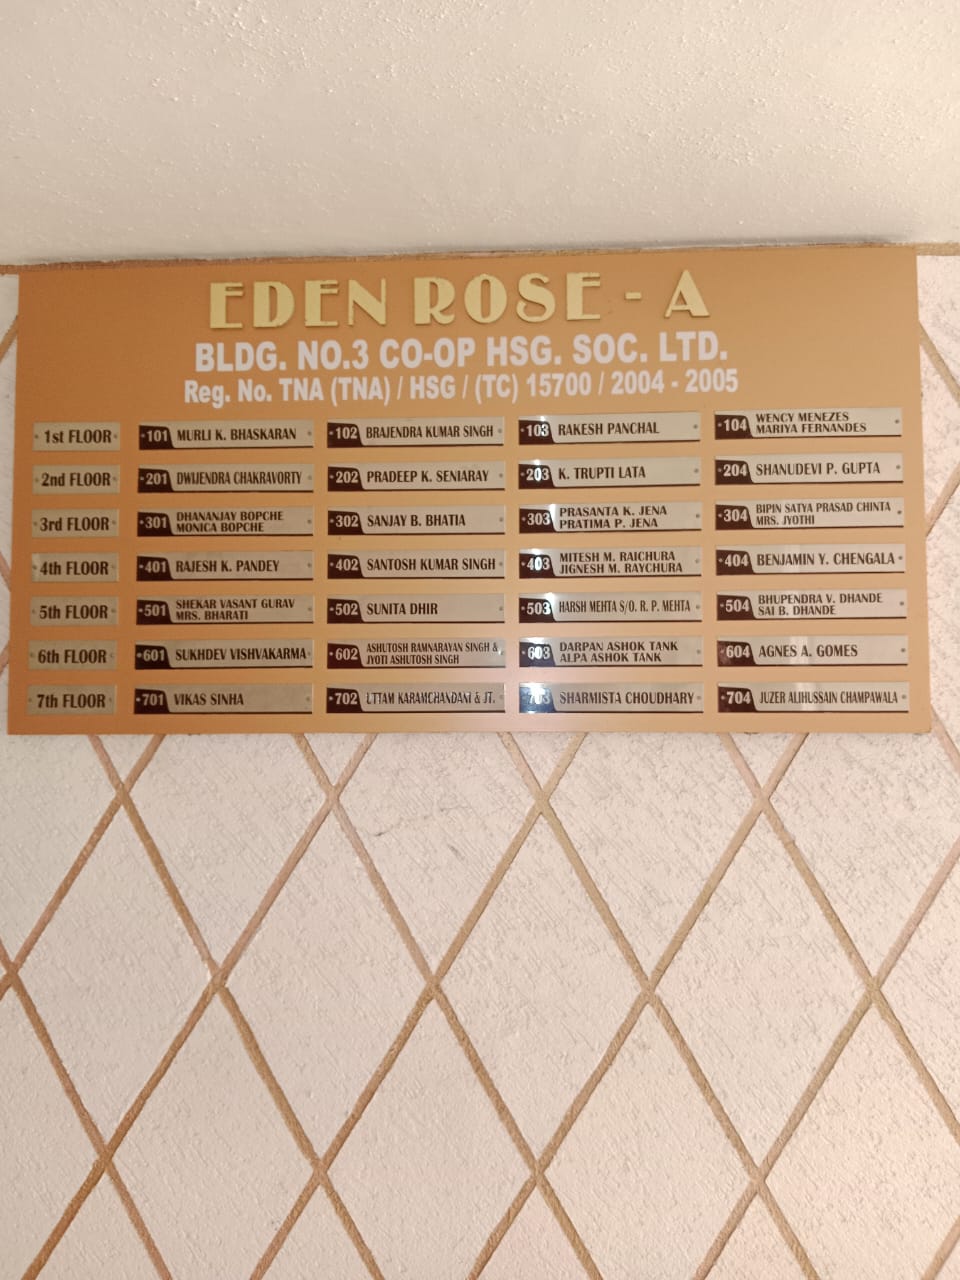 EDEN ROSE - A
BLDG. NO.3 CO-OP HSG. SOC. LTD.
Reg. No. TNA (TNA) / HSG / (TC) 15700 / 2004 - 2005
1st FLOOR 101 MURLI K. BHASKARAN 102 BRAJENDRA KUMAR SINGH 103 RAKESH PANCHAL 104 WENCY MENEZES
MARIYA FERNANDES
2nd FLOOR 201 DWIJENDRA CHAKRAVORTY 202 PRADEEP K. SENIARAY 203 K. TRUPTI LATA 204 SHANUDEVI P. GUPTA
3rd FLOOR 301 DHANANJAY BOPCHE
MONICA BOPCHE
302 SANJAY B. BHATIA 303 PRASANTA K. JENA
PRATIMA P. JENA
304 BIPIN SATYA PRASAD CHINTA
MRS. JYOTHI
4th FLOOR 401 RAJESH K. PANDEY 402 SANTOSH KUMAR SINGH 403 MITESH M. RAICHURA
JIGNESH M. RAYCHURA
404 BENJAMIN Y. CHENGALA
5th FLOOR 501 SHEKAR VASANT GURAV
MRS. BHARATI
502 SUNITA DHIR 503 HARSH MEHTA S/O. R. P. MEHTA 504 BHUPENDRA V. DHANDE
SAI B. DHANDE
6th FLOOR 601 SUKHDEV VISHVAKARMA 602 ASHUTOSH RAMNARAYAN SINGH &
JYOTI ASHUTOSH SINGH
603 DARPAN ASHOK TANK
ALPA ASHOK TANK
604 AGNES A. GOMES
7th FLOOR 701 VIKAS SINHA 702 UTTAM KARAMCHANDANI & JT. 703 SHARMISTA CHOUDHARY 704 JUZER ALIHUSSAIN CHAMPAWALA